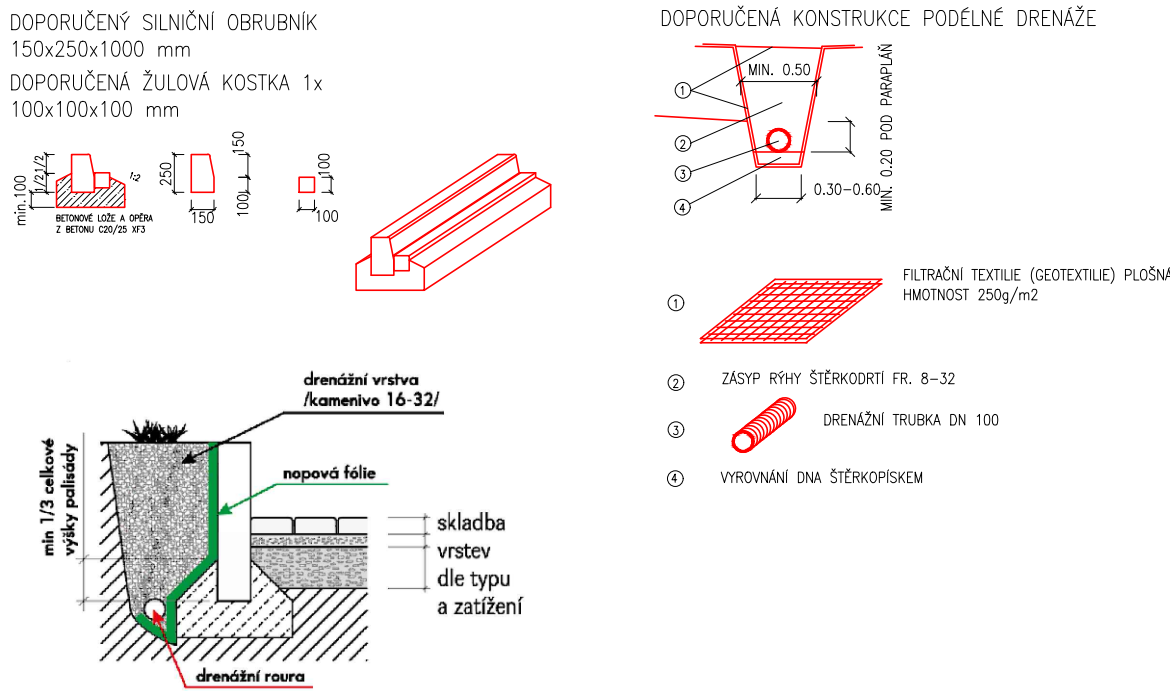 DOPORUČENÝ SILNIČNÍ OBRUBNÍK
150x250x1000 mm
DOPORUČENÁ ŽULOVÁ KOSTKA 1x
100x100x100 mm
min.100
1/2
1/2
1:2
BETONOVÉ LOŽE A OPĚRA
Z BETONU C20/25 XF3
250
150
150
100
100
100
DOPORUČENÁ KONSTRUKCE PODÉLNÉ DRENÁŽE
MIN. 0.50
1
2
3
4
0.30-0.60
MIN. 0.20 POD PARAPLÁŇ
1
FILTRAČNÍ TEXTILIE (GEOTEXTILIE) PLOŠNÁ
HMOTNOST 250g/m2
2 ZÁSYP RÝHY ŠTĚRKODRTÍ FR. 8-32
3 DRENÁŽNÍ TRUBKA DN 100
4 VYROVNÁNÍ DNA ŠTĚRKOPÍSKEM
drenážní vrstva
/kamenivo 16-32/
nopová fólie
min 1/3 celkové
výšky palisády
skladba
vrstev
dle typu
a zatížení
drenážní roura